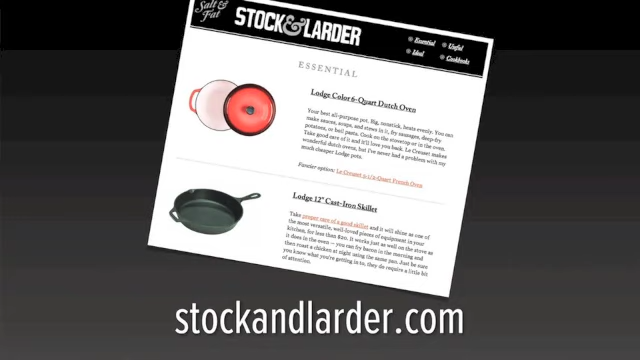 Salt &
Fat
STOCK&LARDER
Essential
Useful
Ideal
Cookbooks
ESSENTIAL
Lodge Color 6-Quart Dutch Oven
Your best all-purpose pot. Big, nonstick, heats evenly. You can
make sauces, soups, and stews in it, fry sausages, deep-fry
potatoes, or boil pasta. Cook on the stovetop or in the oven.
Take good care of it and it'll love you back. Le Creuset makes
wonderful dutch ovens, but I've never had a problem with my
much cheaper Lodge pots.
Fancier option: Le Creuset 5-1/2-Quart French Oven
Lodge 12" Cast-Iron Skillet
Take proper care of a good skillet and it will shine as one of
the most versatile, well-loved pieces of equipment in your
kitchen, for less than $20. It works just as well on the stove as
it does in the oven — you can fry bacon in the morning and
then roast a chicken at night using the same pan. Just be sure
you know what you're getting in to, they do require a little bit
of attention.
stockandlarder.com